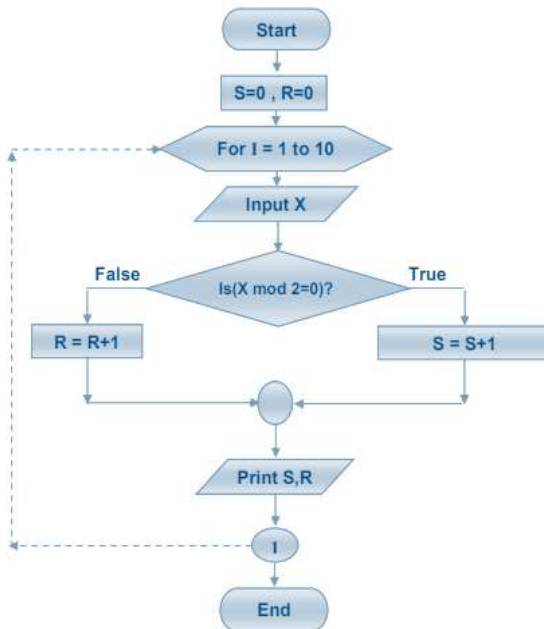 Start
S=0 , R=0
For I = 1 to 10
Input X
False
True
Is(X mod 2=0)?
R = R+1
S = S+1
Print S,R
I
End